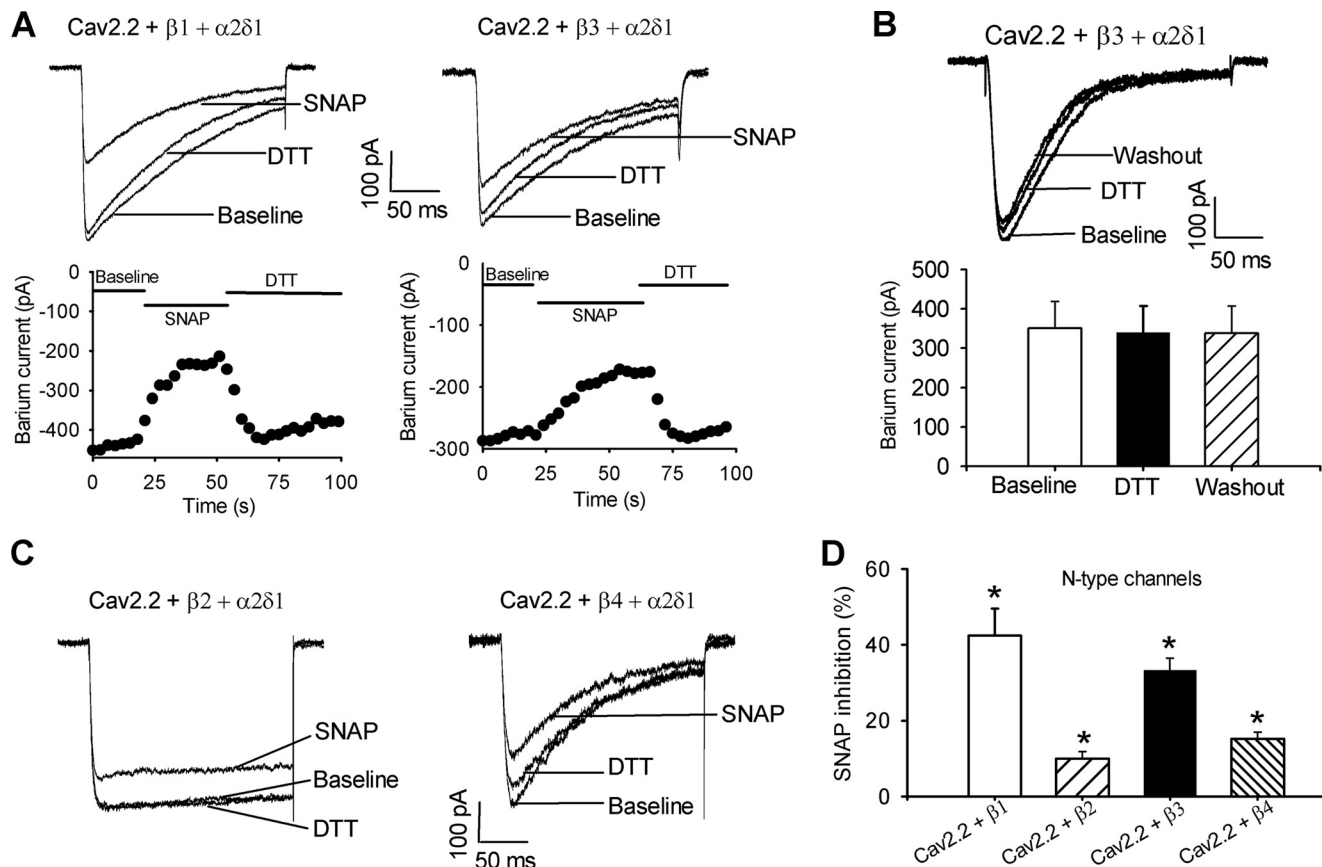 A
Cav2.2 + β1 + α2δ1
SNAP
DTT
Baseline
100 pA
50 ms
Cav2.2 + β3 + α2δ1
SNAP
DTT
Baseline
Barium current (pA)
0
-100
-200
-300
-400
Baseline
SNAP
DTT
0 25 50 75 100
Time (s)
Barium current (pA)
0
-100
-200
-300
Baseline
SNAP
DTT
0 25 50 75 100
Time (s)
B
Cav2.2 + β3 + α2δ1
Washout
DTT
Baseline
100 pA
50 ms
Barium current (pA)
500
400
300
200
100
0
Baseline DTT Washout
C
Cav2.2 + β2 + α2δ1
SNAP
Baseline
DTT
Cav2.2 + β4 + α2δ1
SNAP
DTT
Baseline
100 pA
50 ms
D
N-type channels
SNAP inhibition (%)
60
40
20
0
*
*
*
*
Cav2.2 + β1
Cav2.2 + β2
Cav2.2 + β3
Cav2.2 + β4